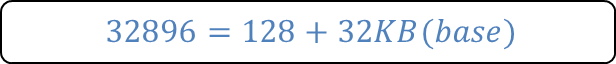 32896 = 128 + 32KB(base)